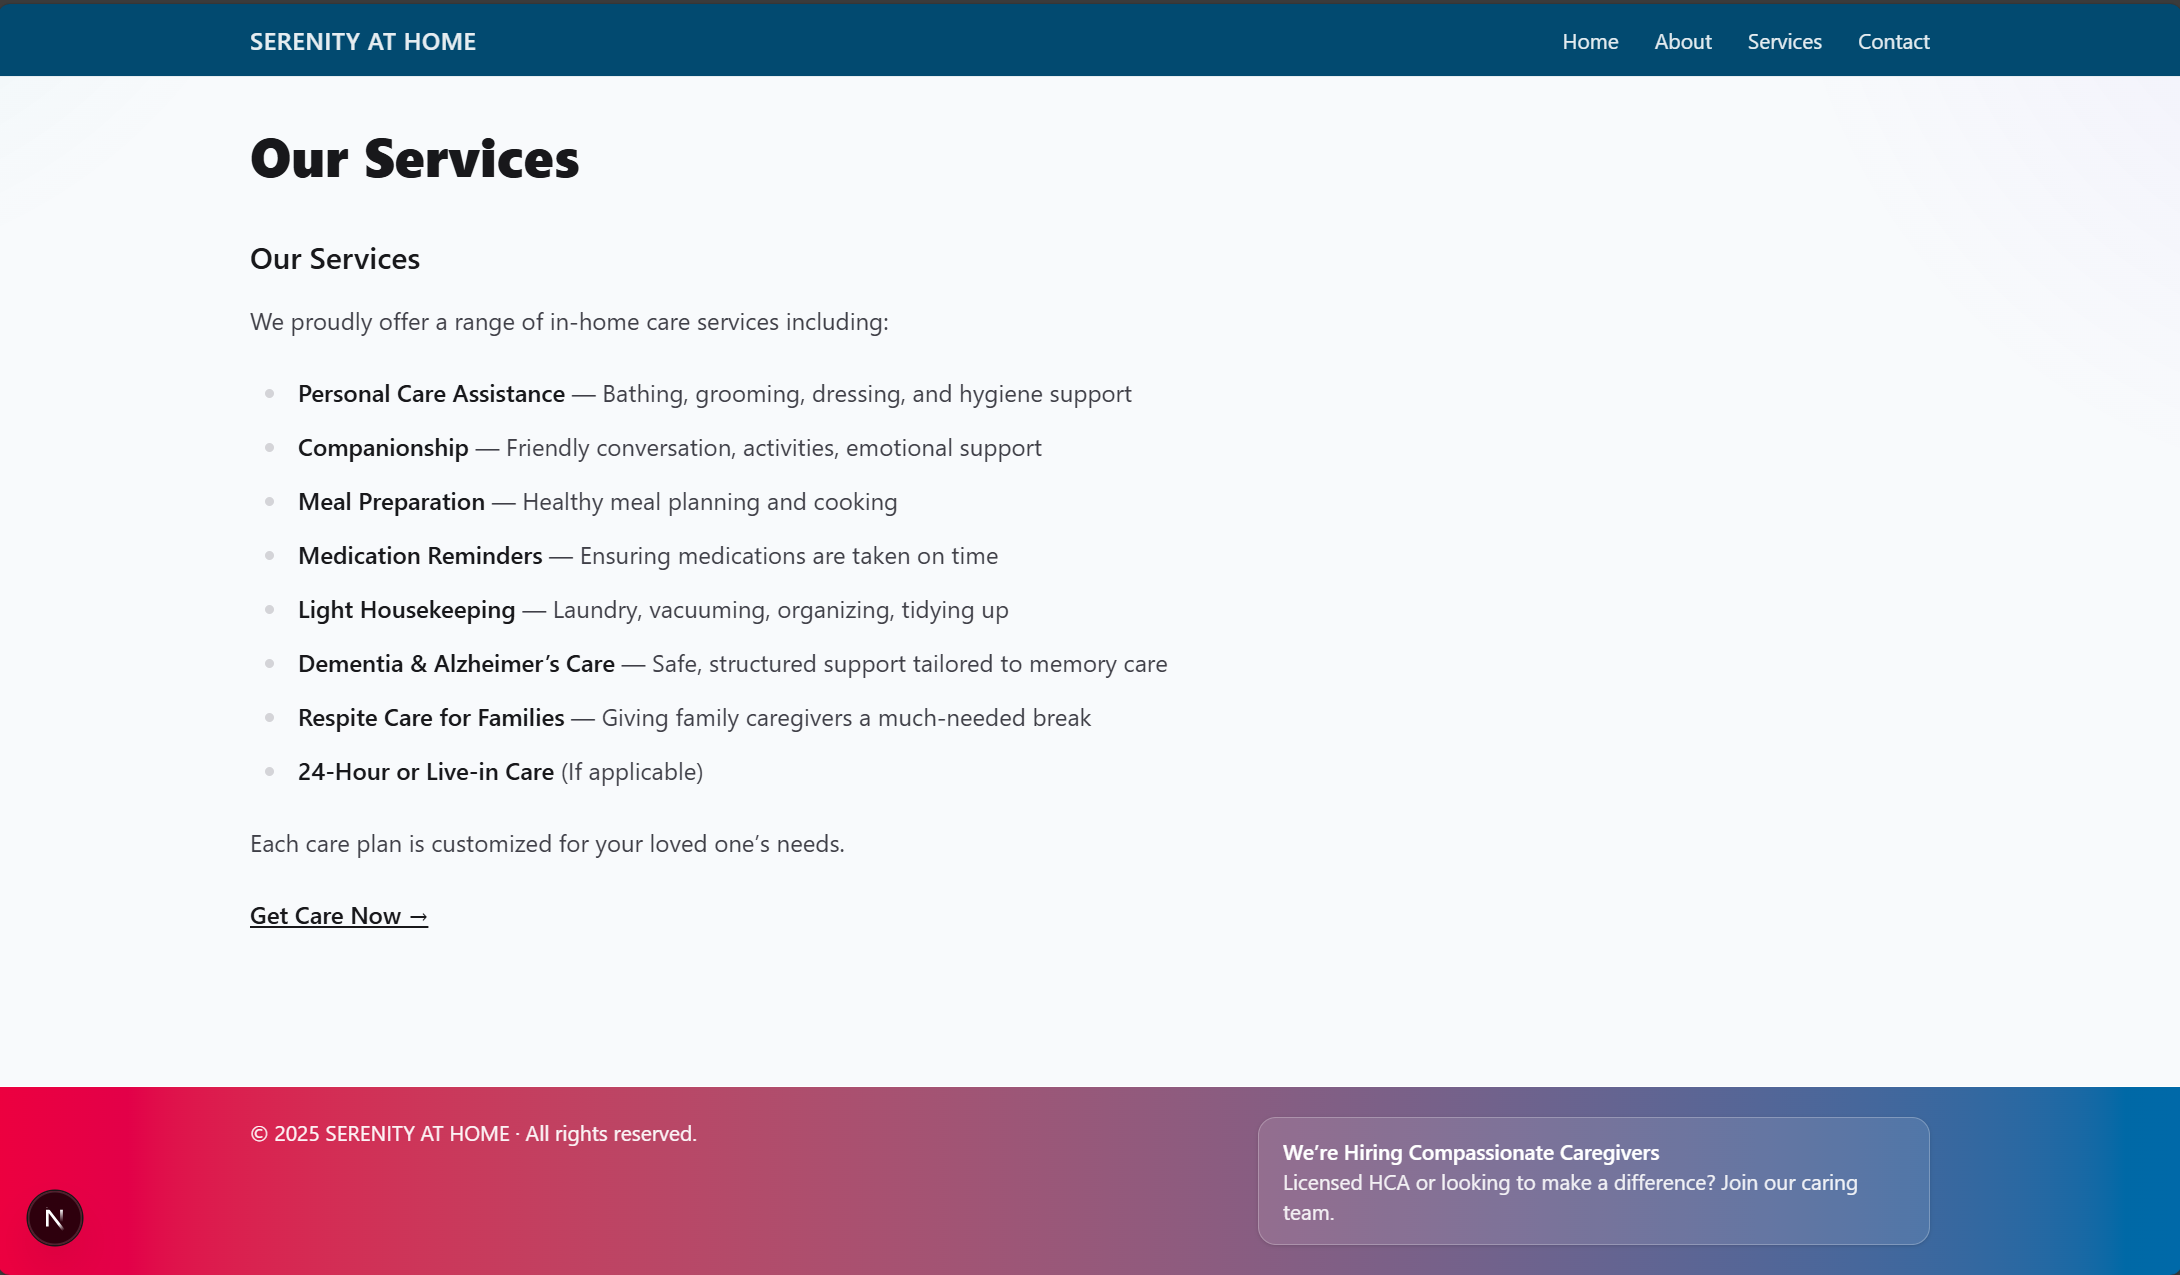 SERENITY AT HOME
Home About Services Contact
Our Services
Our Services
We proudly offer a range of in-home care services including:
Personal Care Assistance — Bathing, grooming, dressing, and hygiene support
Companionship — Friendly conversation, activities, emotional support
Meal Preparation — Healthy meal planning and cooking
Medication Reminders — Ensuring medications are taken on time
Light Housekeeping — Laundry, vacuuming, organizing, tidying up
Dementia & Alzheimer’s Care — Safe, structured support tailored to memory care
Respite Care for Families — Giving family caregivers a much-needed break
24-Hour or Live-in Care (If applicable)
Each care plan is customized for your loved one’s needs.
Get Care Now →
© 2025 SERENITY AT HOME · All rights reserved.
We’re Hiring Compassionate Caregivers
Licensed HCA or looking to make a difference? Join our caring
team.
N